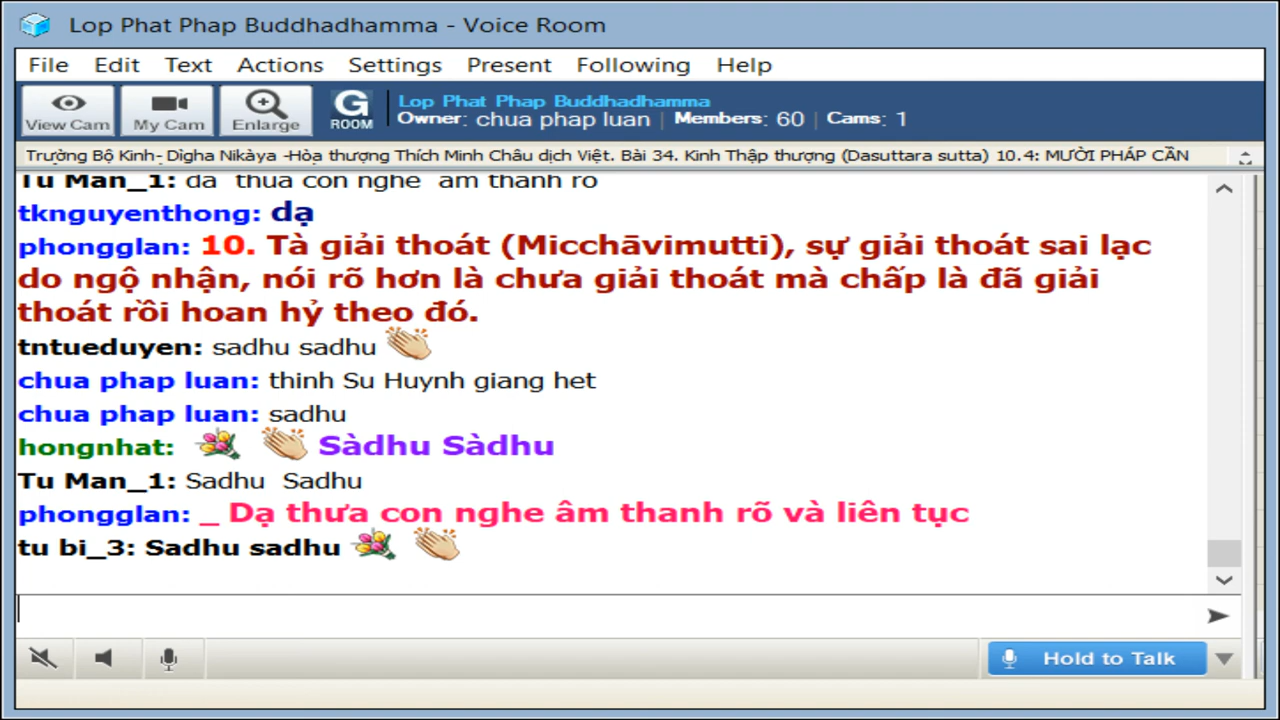 Lop Phat Phap Buddhadhamma - Voice Room
File Edit Text Actions Settings Present Following Help
View Cam My Cam Enlarge G ROOM
Lop Phat Phap Buddhadhamma
Owner: chua phap luan | Members: 60 | Cams: 1
Trường Bộ Kinh- Dìgha Nikàya -Hòa thượng Thích Minh Châu dịch Việt. Bài 34. Kinh Thập thượng (Dasuttara sutta) 10.4: MƯỜI PHÁP CẦN
Tu Man_1: da thua con nghe am thanh ro
tknguyenthong: dạ
phongglan: 10. Tà giải thoát (Micchāvimutti), sự giải thoát sai lạc
do ngộ nhận, nói rõ hơn là chưa giải thoát mà chấp là đã giải
thoát rồi hoan hỷ theo đó.
tntueduyen: sadhu sadhu
chua phap luan: thinh Su Huynh giang het
chua phap luan: sadhu
hongnhat: Sàdhu Sàdhu
Tu Man_1: Sadhu Sadhu
phongglan: _ Dạ thưa con nghe âm thanh rõ và liên tục
tu bi_3: Sadhu sadhu
Hold to Talk